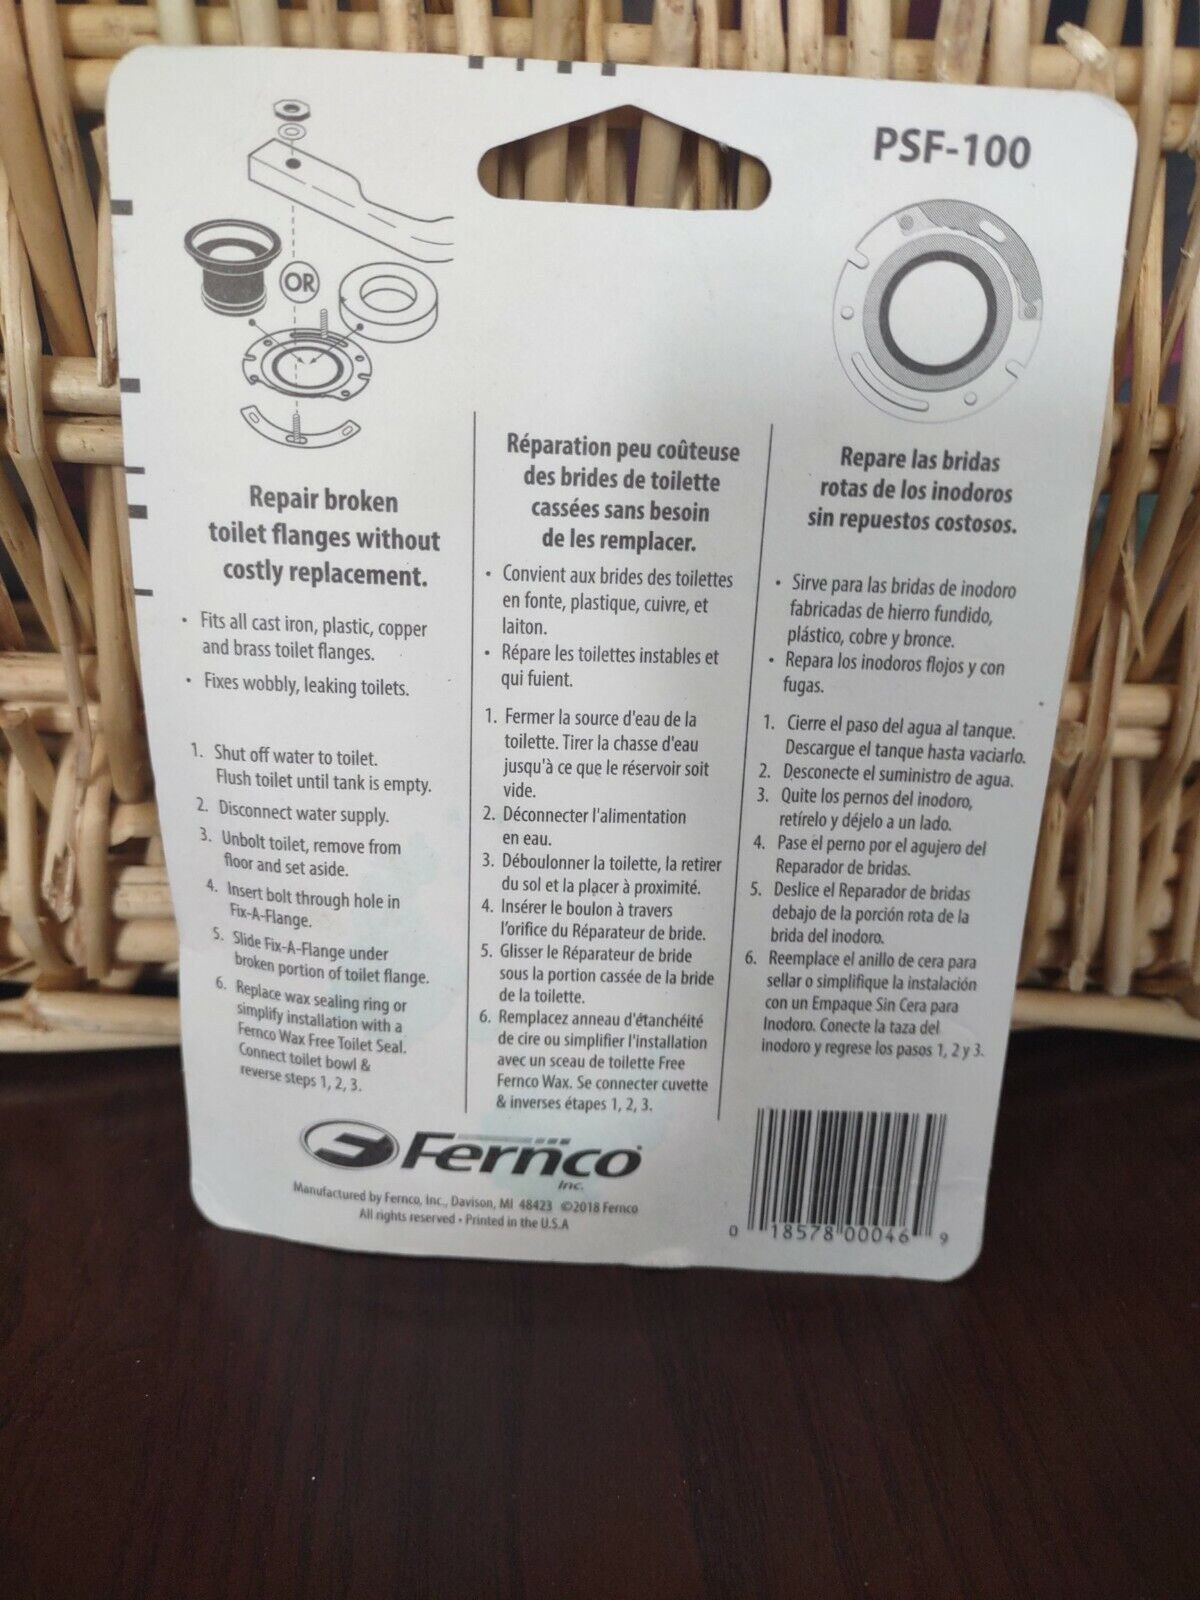 PSF-100
OR
Repair broken
toilet flanges without
costly replacement.
• Fits all cast iron, plastic, copper
and brass toilet flanges.
• Fixes wobbly, leaking toilets.
1. Shut off water to toilet.
Flush toilet until tank is empty.
2. Disconnect water supply.
3. Unbolt toilet, remove from
floor and set aside.
4. Insert bolt through hole in
Fix-A-Flange.
5. Slide Fix-A-Flange under
broken portion of toilet flange.
6. Replace wax sealing ring or
simplify installation with a
Fernco Wax Free Toilet Seal.
Connect toilet bowl &
reverse steps 1, 2, 3.
Réparation peu coûteuse
des brides de toilette
cassées sans besoin
de les remplacer.
• Convient aux brides des toilettes
en fonte, plastique, cuivre, et
laiton.
• Répare les toilettes instables et
qui fuient.
1. Fermer la source d'eau de la
toilette. Tirer la chasse d'eau
jusqu'à ce que le réservoir soit
vide.
2. Déconnecter l'alimentation
en eau.
3. Déboulonner la toilette, la retirer
du sol et la placer à proximité.
4. Insérer le boulon à travers
l'orifice du Réparateur de bride.
5. Glisser le Réparateur de bride
sous la portion cassée de la bride
de la toilette.
6. Remplacez anneau d'étanchéité
de cire ou simplifier l'installation
avec un sceau de toilette Free
Fernco Wax. Se connecter cuvette
& inverses étapes 1, 2, 3.
Repare las bridas
rotas de los inodoros
sin repuestos costosos.
• Sirve para las bridas de inodoro
fabricadas de hierro fundido,
plástico, cobre y bronce.
• Repara los inodoros flojos y con
fugas.
1. Cierre el paso del agua al tanque.
Descargue el tanque hasta vaciarlo.
2. Desconecte el suministro de agua.
3. Quite los pernos del inodoro,
retírelo y déjelo a un lado.
4. Pase el perno por el agujero del
Reparador de bridas.
5. Deslice el Reparador de bridas
debajo de la porción rota de la
brida del inodoro.
6. Reemplace el anillo de cera para
sellar o simplifique la instalación
con un Empaque Sin Cera para
Inodoro. Conecte la taza del
inodoro y regrese los pasos 1, 2 y 3.
Fernco
Inc.
Manufactured by Fernco, Inc., Davison, MI 48423 ©2018 Fernco
All rights reserved • Printed in the U.S.A
0 18578 00046 9